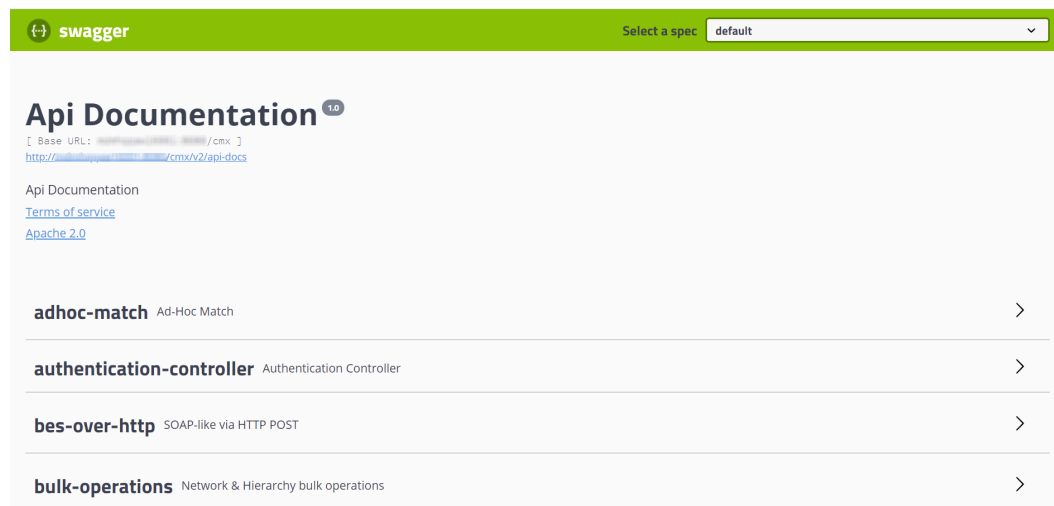 {...} swagger
Select a spec default
Api Documentation 1.0
[ Base URL: /cmx ]
http:///cmx/v2/api-docs
Api Documentation
Terms of service
Apache 2.0
adhoc-match Ad-Hoc Match
authentication-controller Authentication Controller
bes-over-http SOAP-like via HTTP POST
bulk-operations Network & Hierarchy bulk operations